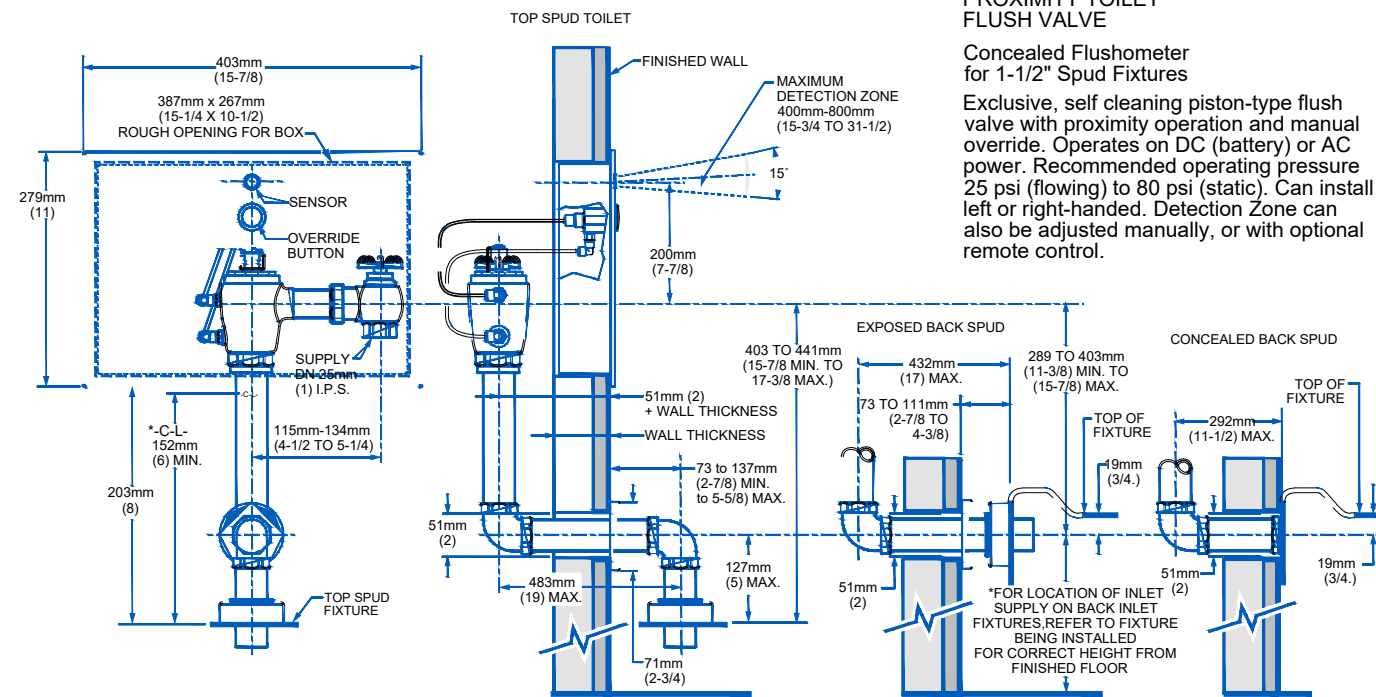 TOP SPUD TOILET
PROXIMITY TOILET
FLUSH VALVE
Concealed Flushometer
for 1-1/2" Spud Fixtures
Exclusive, self cleaning piston-type flush
valve with proximity operation and manual
override. Operates on DC (battery) or AC
power. Recommended operating pressure
25 psi (flowing) to 80 psi (static). Can install
left or right-handed. Detection Zone can
also be adjusted manually, or with optional
remote control.
403mm
(15-7/8)
387mm x 267mm
(15-1/4 X 10-1/2)
ROUGH OPENING FOR BOX
279mm
(11)
SENSOR
OVERRIDE
BUTTON
SUPPLY
DN 25mm
(1) I.P.S.
-C-L-
*-C-L-
152mm
(6) MIN.
115mm-134mm
(4-1/2 TO 5-1/4)
203mm
(8)
TOP SPUD
FIXTURE
FINISHED WALL
MAXIMUM
DETECTION ZONE
400mm-800mm
(15-3/4 TO 31-1/2)
15°
200mm
(7-7/8)
403 TO 441mm
(15-7/8 MIN. TO
17-3/8 MAX.)
51mm (2)
+ WALL THICKNESS
WALL THICKNESS
73 to 137mm
(2-7/8) MIN.
to 5-5/8) MAX.
51mm
(2)
483mm
(19) MAX.
127mm
(5) MAX.
71mm
(2-3/4)
EXPOSED BACK SPUD
432mm
(17) MAX.
73 TO 111mm
(2-7/8 TO
4-3/8)
289 TO 403mm
(11-3/8) MIN. TO
(15-7/8) MAX.
TOP OF
FIXTURE
19mm
(3/4.)
51mm
(2)
*FOR LOCATION OF INLET
SUPPLY ON BACK INLET
FIXTURES,REFER TO FIXTURE
BEING INSTALLED
FOR CORRECT HEIGHT FROM
FINISHED FLOOR
CONCEALED BACK SPUD
TOP OF
FIXTURE
292mm
(11-1/2) MAX.
51mm
(2)
19mm
(3/4.)